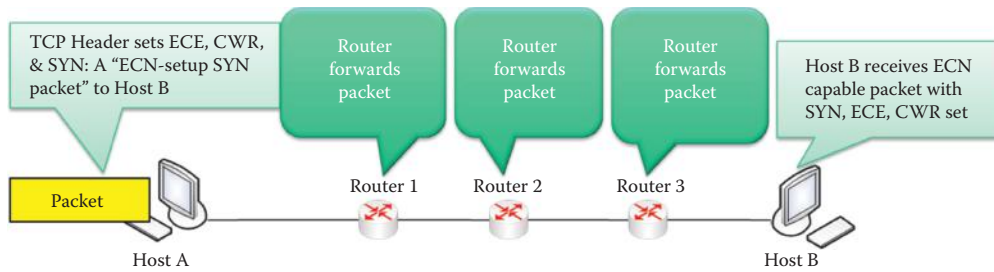 TCP Header sets ECE, CWR,
& SYN: A “ECN-setup SYN
packet” to Host B
Router
forwards
packet
Router
forwards
packet
Router
forwards
packet
Host B receives ECN
capable packet with
SYN, ECE, CWR set
Packet
Router 1
Router 2
Router 3
Host A
Host B